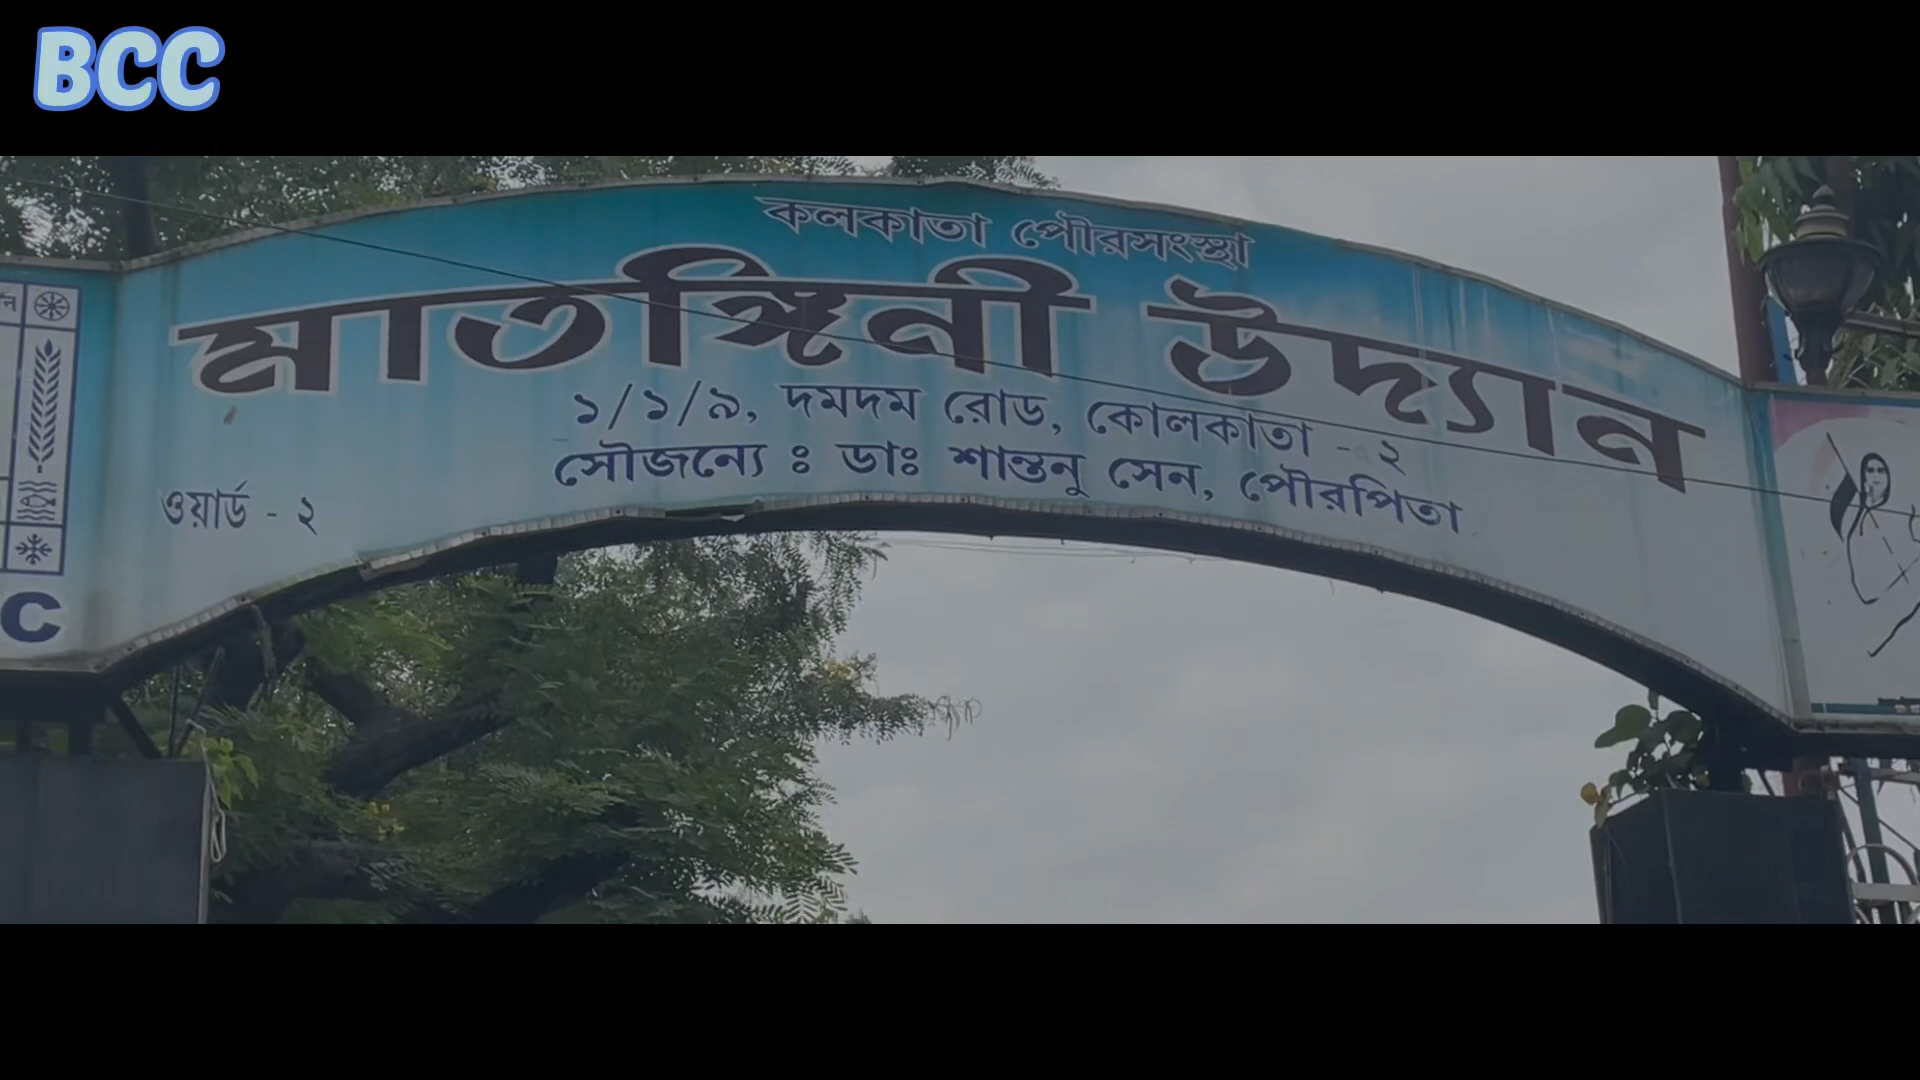 BCC
কলকাতা পৌরসংস্থা
মাতঙ্গিনী উদ্যান
১/১/৯, দমদম রোড, কোলকাতা - ২
সৌজন্যে ঃ ডাঃ শান্তনু সেন, পৌরপিতা
ওয়ার্ড - ২
C